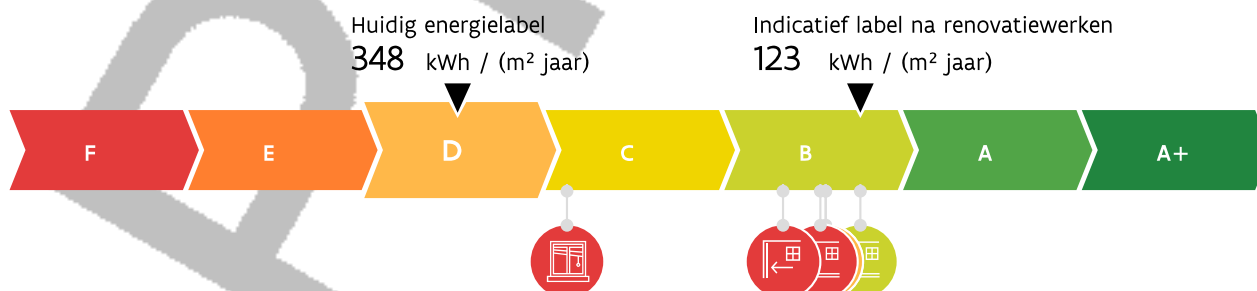 Huidig energielabel
348 kWh / (m² jaar)
Indicatief label na renovatiewerken
123 kWh / (m² jaar)
F E D C B A A+